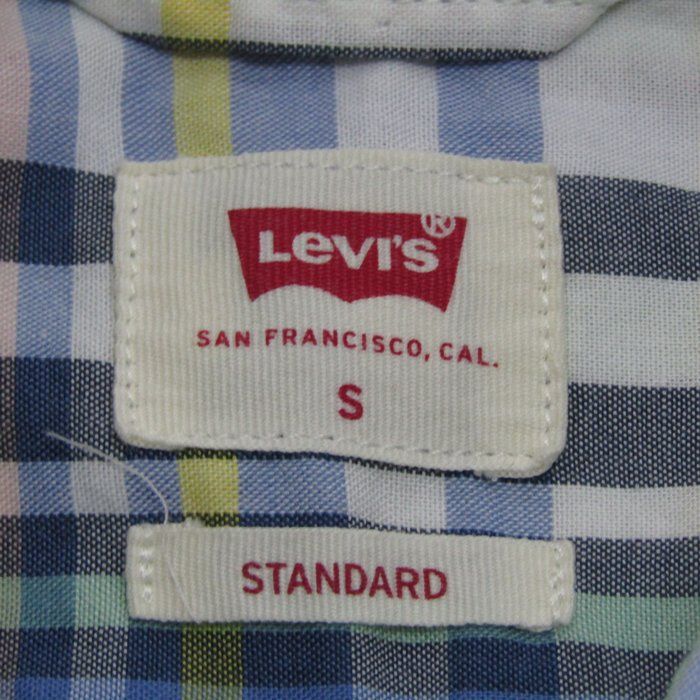 Levi's®
SAN FRANCISCO, CAL.
S
STANDARD